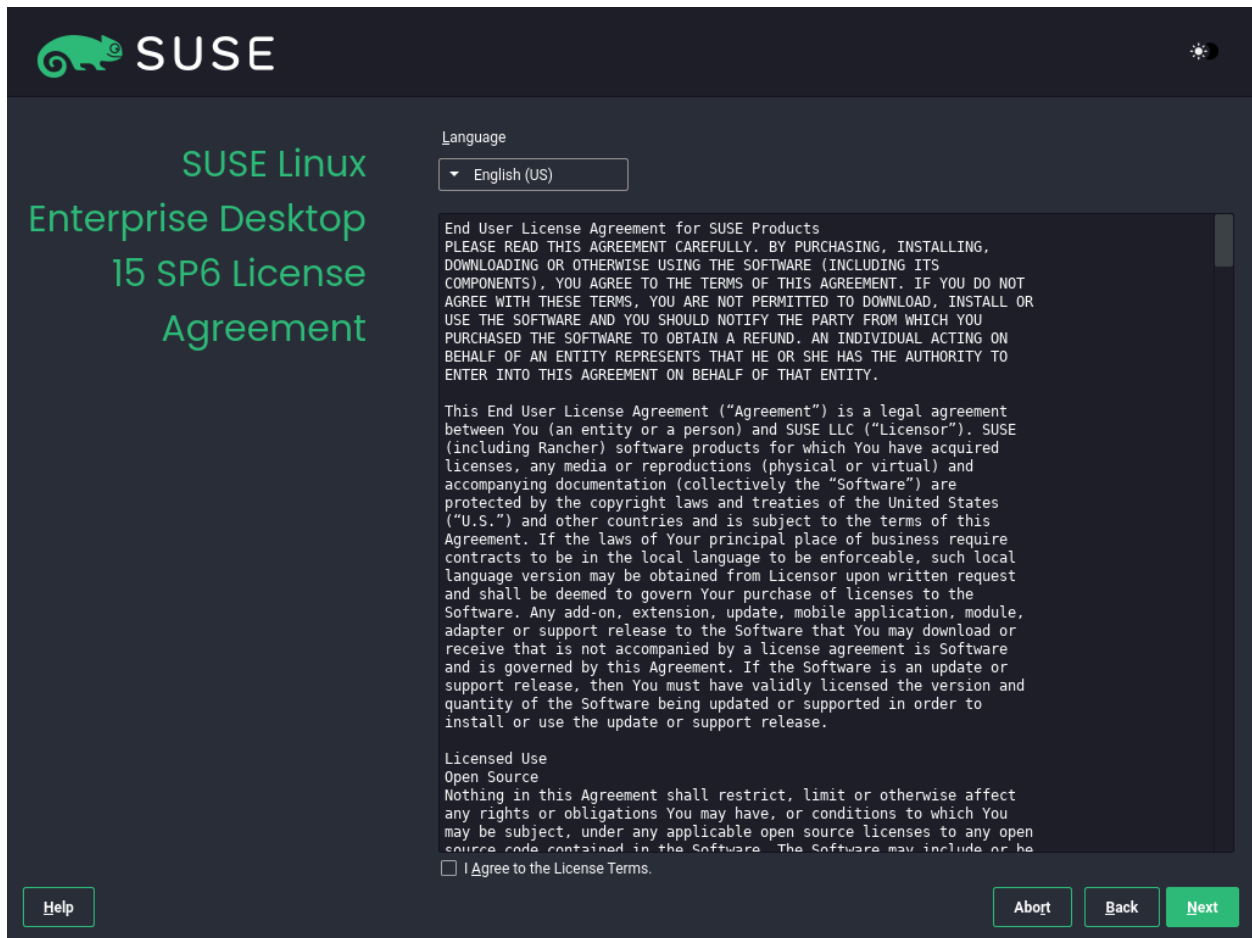 SUSE
SUSE Linux
Enterprise Desktop
15 SP6 License
Agreement
Language
English (US)
End User License Agreement for SUSE Products
PLEASE READ THIS AGREEMENT CAREFULLY. BY PURCHASING, INSTALLING,
DOWNLOADING OR OTHERWISE USING THE SOFTWARE (INCLUDING ITS
COMPONENTS), YOU AGREE TO THE TERMS OF THIS AGREEMENT. IF YOU DO NOT
AGREE WITH THESE TERMS, YOU ARE NOT PERMITTED TO DOWNLOAD, INSTALL OR
USE THE SOFTWARE AND YOU SHOULD NOTIFY THE PARTY FROM WHICH YOU
PURCHASED THE SOFTWARE TO OBTAIN A REFUND. AN INDIVIDUAL ACTING ON
BEHALF OF AN ENTITY REPRESENTS THAT HE OR SHE HAS THE AUTHORITY TO
ENTER INTO THIS AGREEMENT ON BEHALF OF THAT ENTITY.
This End User License Agreement (“Agreement”) is a legal agreement
between You (an entity or a person) and SUSE LLC (“Licensor”). SUSE
(including Rancher) software products for which You have acquired
licenses, any media or reproductions (physical or virtual) and
accompanying documentation (collectively the “Software”) are
protected by the copyright laws and treaties of the United States
(“U.S.”) and other countries and is subject to the terms of this
Agreement. If the laws of Your principal place of business require
contracts to be in the local language to be enforceable, such local
language version may be obtained from Licensor upon written request
and shall be deemed to govern Your purchase of licenses to the
Software. Any add-on, extension, update, mobile application, module,
adapter or support release to the Software that You may download or
receive that is not accompanied by a license agreement is Software
and is governed by this Agreement. If the Software is an update or
support release, then You must have validly licensed the version and
quantity of the Software being updated or supported in order to
install or use the update or support release.
Licensed Use
Open Source
Nothing in this Agreement shall restrict, limit or otherwise affect
any rights or obligations You may have, or conditions to which You
may be subject, under any applicable open source licenses to any open
source code contained in the Software. The Software may include or be
I Agree to the License Terms.
Help
Abort
Back
Next